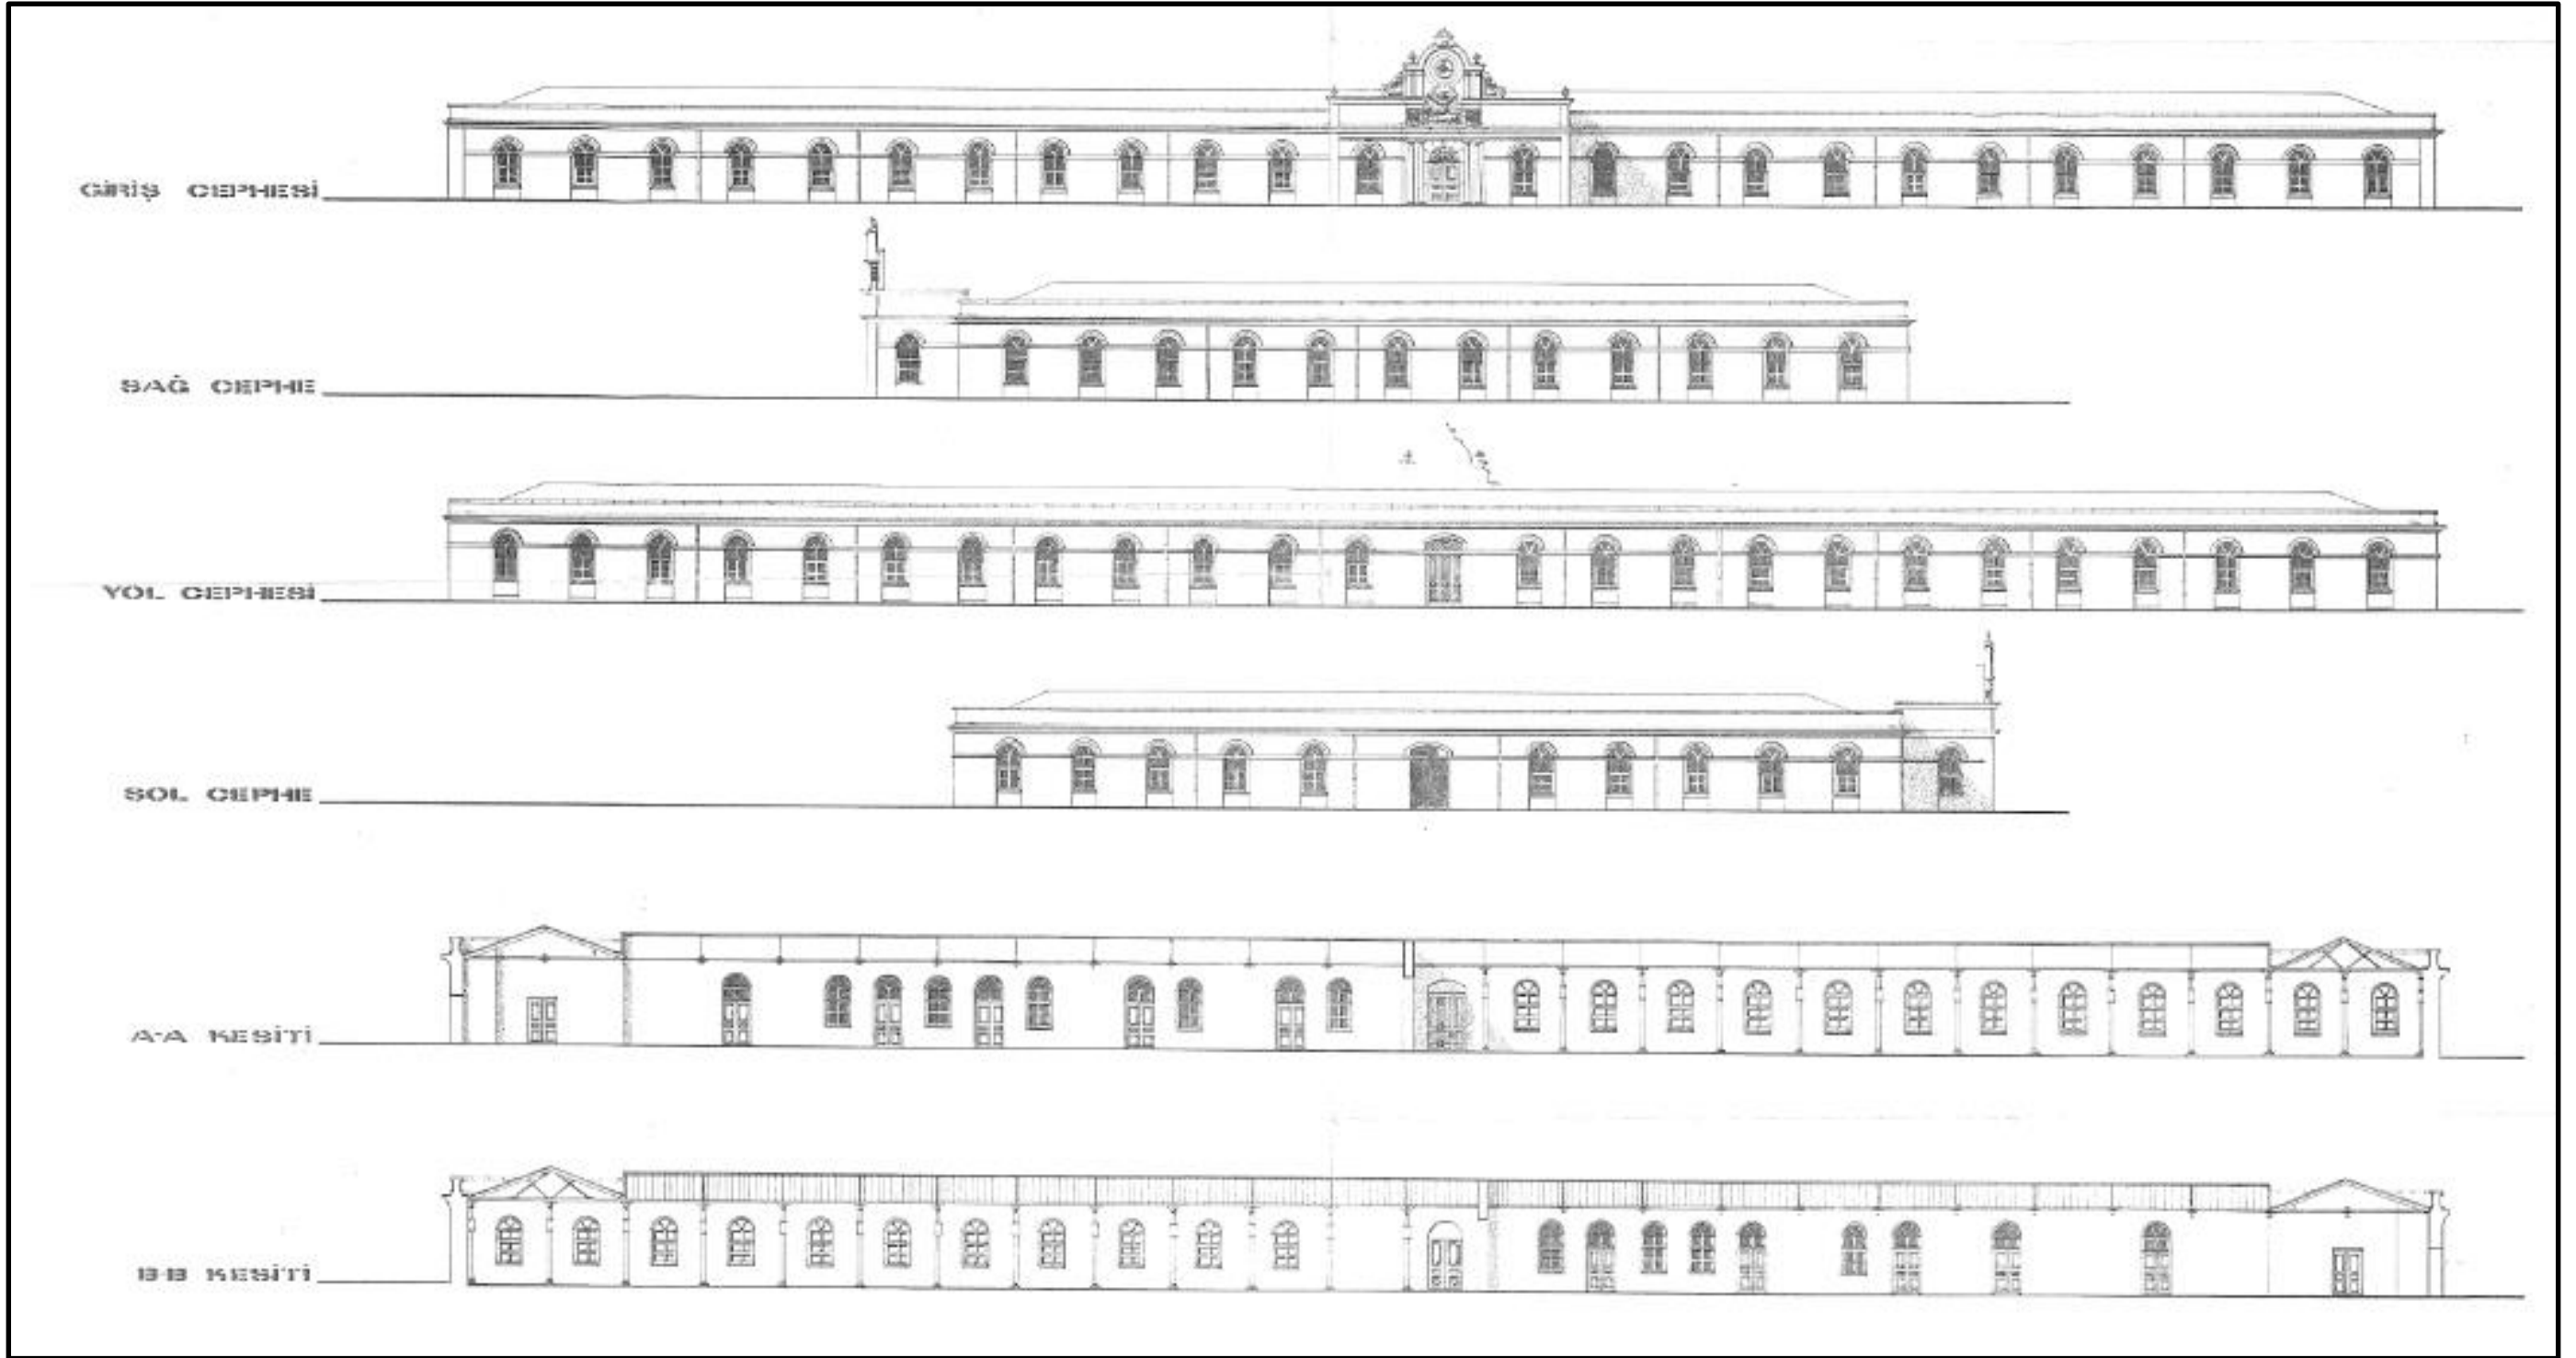 GİRİŞ CEPHESİ
SAĞ CEPHE
YOL CEPHESİ
SOL CEPHE
A-A KESİTİ
B-B KESİTİ